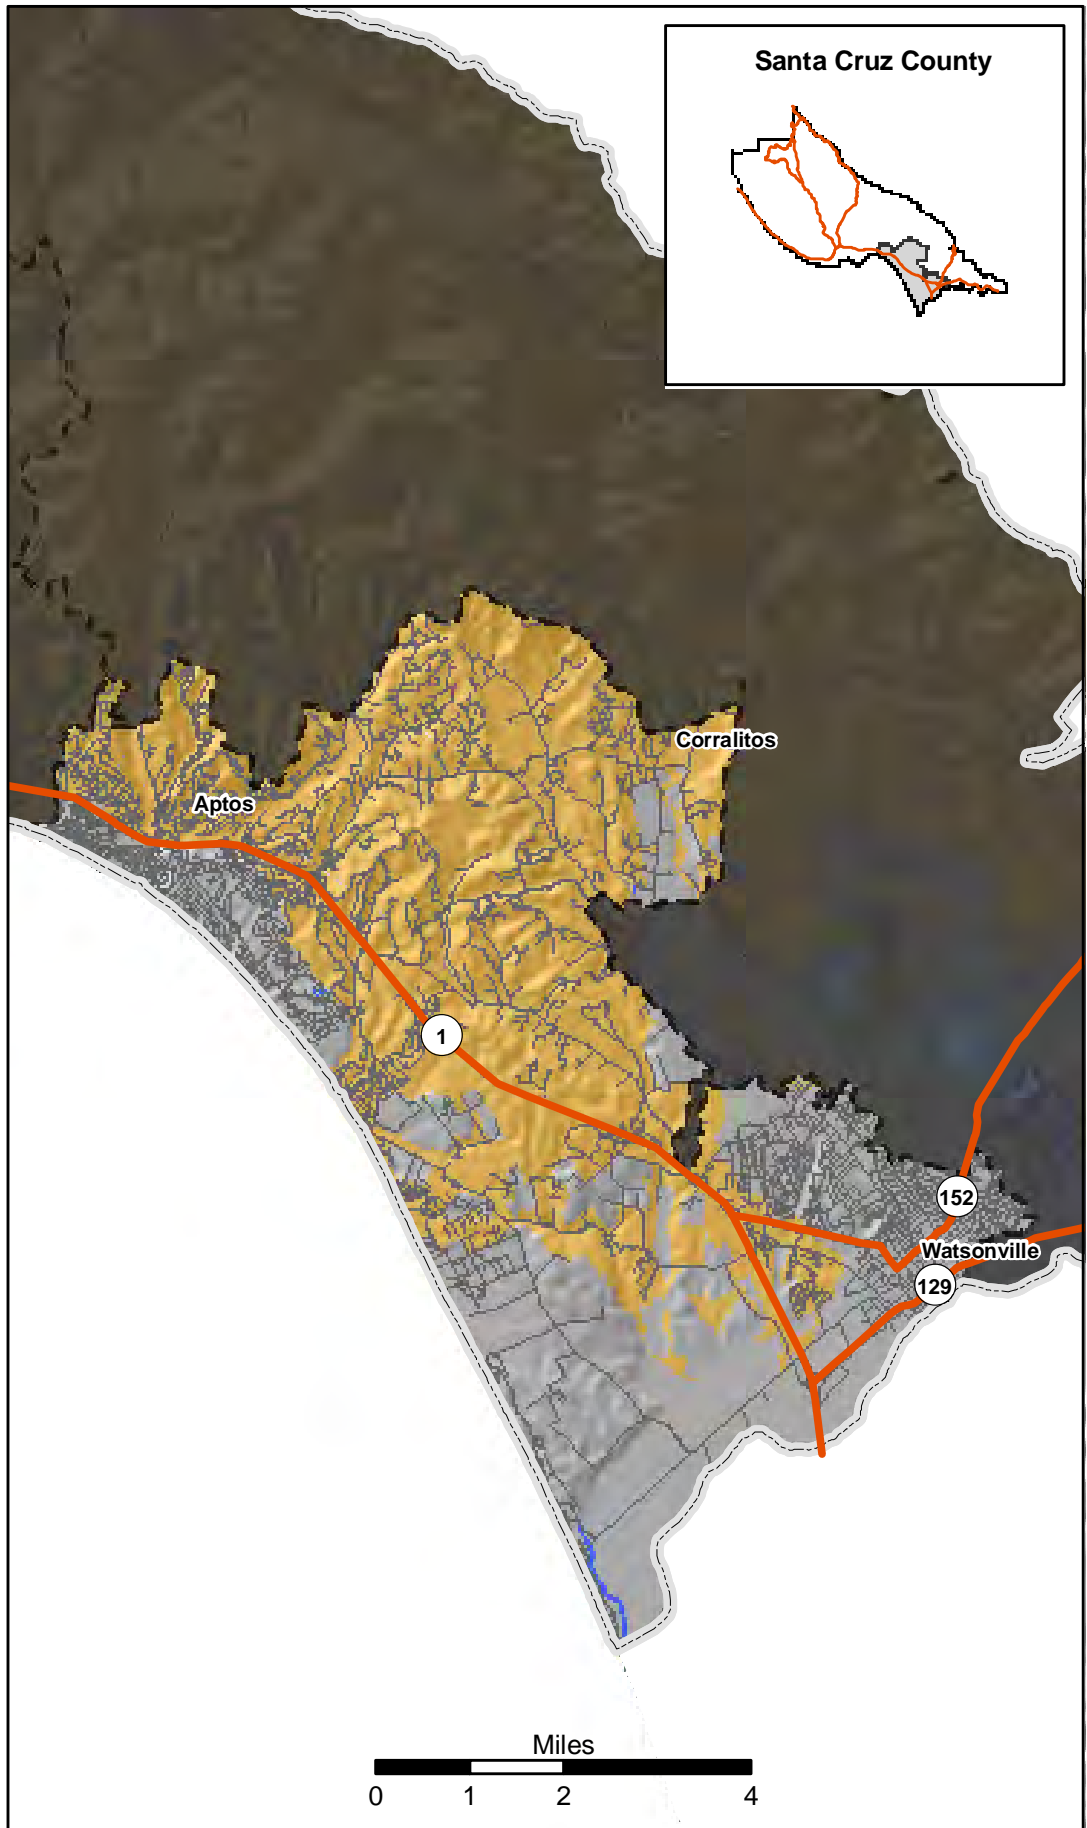 Santa Cruz County
Corralitos
Aptos
1
152
Watsonville
129
Miles
0 1 2 4